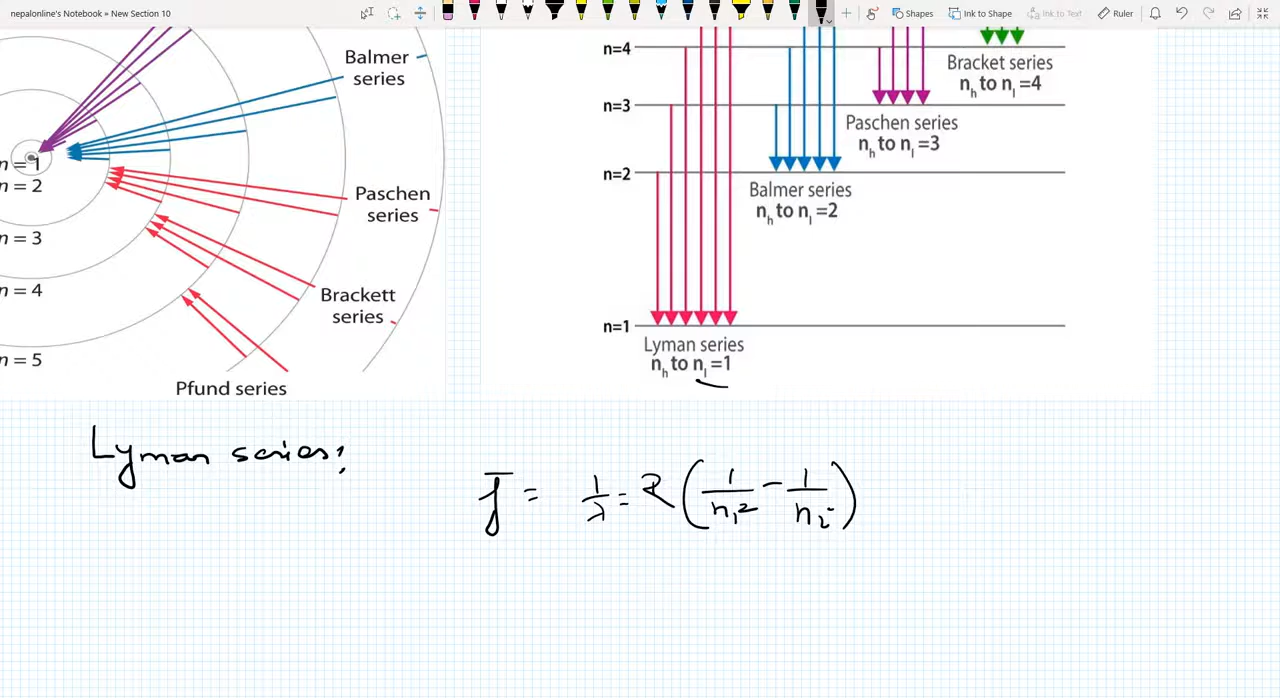 nepalonline's Notebook » New Section 10
Shapes
Ink to Shape
Ink to Text
Ruler
Balmer
series
n = 1
n = 2
n = 3
n = 4
n = 5
Paschen
series
Brackett
series
Pfund series
n=4
Bracket series
nh to nl =4
n=3
Paschen series
nh to nl =3
n=2
Balmer series
nh to nl =2
n=1
Lyman series
nh to nl =1
Lyman series:
= 1/λ = R (1/n₁² − 1/n₂²)